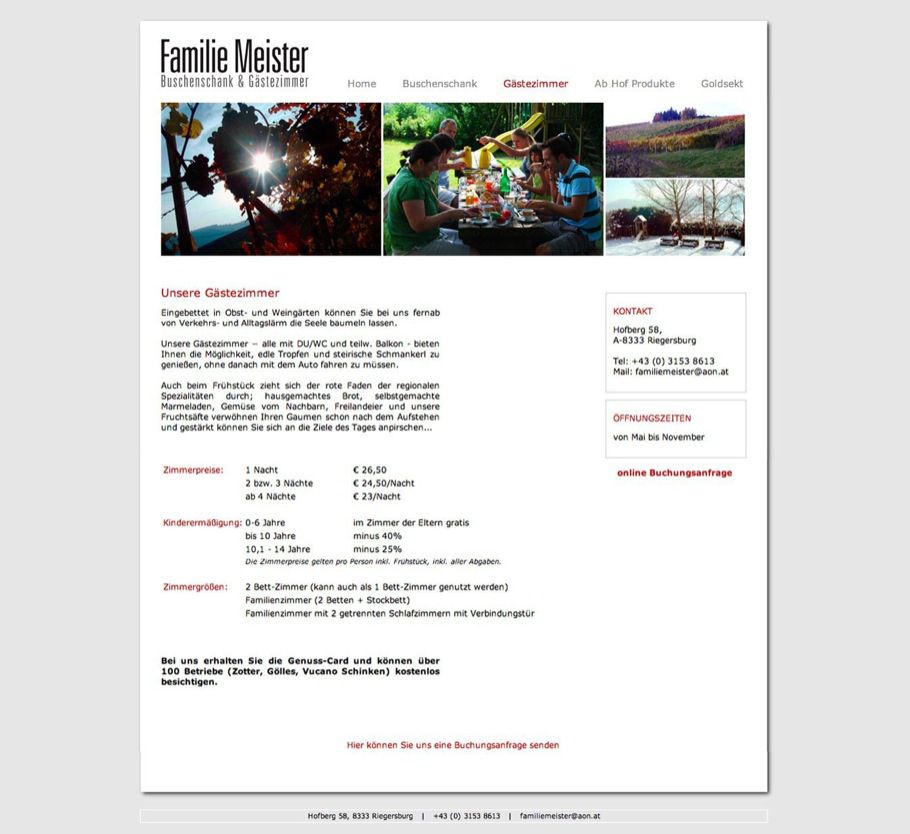 Familie Meister
Buschenschank & Gästezimmer
Home Buschenschank Gästezimmer Ab Hof Produkte Goldsekt
Unsere Gästezimmer
Eingebettet in Obst- und Weingärten können Sie bei uns fernab
von Verkehrs- und Alltagslärm die Seele baumeln lassen.
Unsere Gästezimmer – alle mit DU/WC und teilw. Balkon - bieten
Ihnen die Möglichkeit, edle Tropfen und steirische Schmankerl zu
genießen, ohne danach mit dem Auto fahren zu müssen.
Auch beim Frühstück zieht sich der rote Faden der regionalen
Spezialitäten durch; hausgemachtes Brot, selbstgemachte
Marmeladen, Gemüse vom Nachbarn, Freilandeier und unsere
Fruchtsäfte verwöhnen Ihren Gaumen schon nach dem Aufstehen
und gestärkt können Sie sich an die Ziele des Tages anpirschen...
Zimmerpreise: 1 Nacht € 26,50
2 bzw. 3 Nächte € 24,50/Nacht
ab 4 Nächte € 23/Nacht
Kinderermäßigung: 0-6 Jahre im Zimmer der Eltern gratis
bis 10 Jahre minus 40%
10,1 - 14 Jahre minus 25%
Die Zimmerpreise gelten pro Person inkl. Frühstück, inkl. aller Abgaben.
Zimmergrößen: 2 Bett-Zimmer (kann auch als 1 Bett-Zimmer genutzt werden)
Familienzimmer (2 Betten + Stockbett)
Familienzimmer mit 2 getrennten Schlafzimmern mit Verbindungstür
Bei uns erhalten Sie die Genuss-Card und können über
100 Betriebe (Zotter, Gölles, Vucano Schinken) kostenlos
besichtigen.
Hier können Sie uns eine Buchungsanfrage senden
KONTAKT
Hofberg 58,
A-8333 Riegersburg
Tel: +43 (0) 3153 8613
Mail: familiemeister@aon.at
ÖFFNUNGSZEITEN
von Mai bis November
online Buchungsanfrage
Hofberg 58, 8333 Riegersburg | +43 (0) 3153 8613 | familiemeister@aon.at